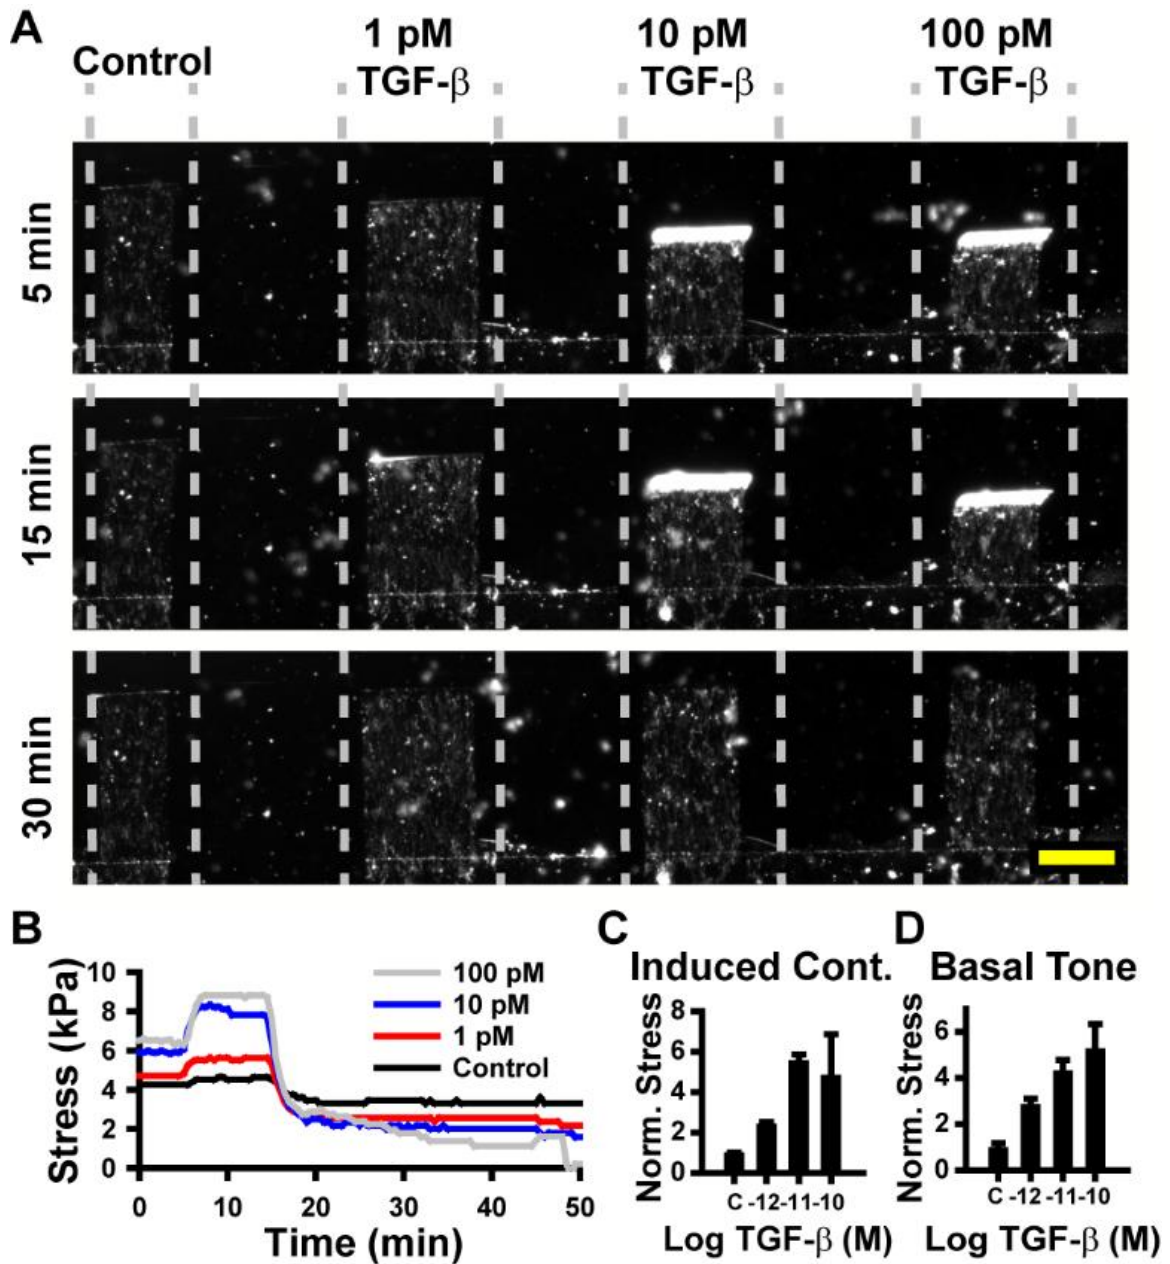 A
Control
1 pM
TGF-β
10 pM
TGF-β
100 pM
TGF-β
5 min
15 min
30 min
B
Stress (kPa)
10
8
6
4
2
0
0 10 20 30 40 50
Time (min)
100 pM
10 pM
1 pM
Control
C
Induced Cont.
Norm. Stress
8
6
4
2
0
C -12 -11 -10
Log TGF-β (M)
D
Basal Tone
Norm. Stress
6
4
2
0
C -12 -11 -10
Log TGF-β (M)